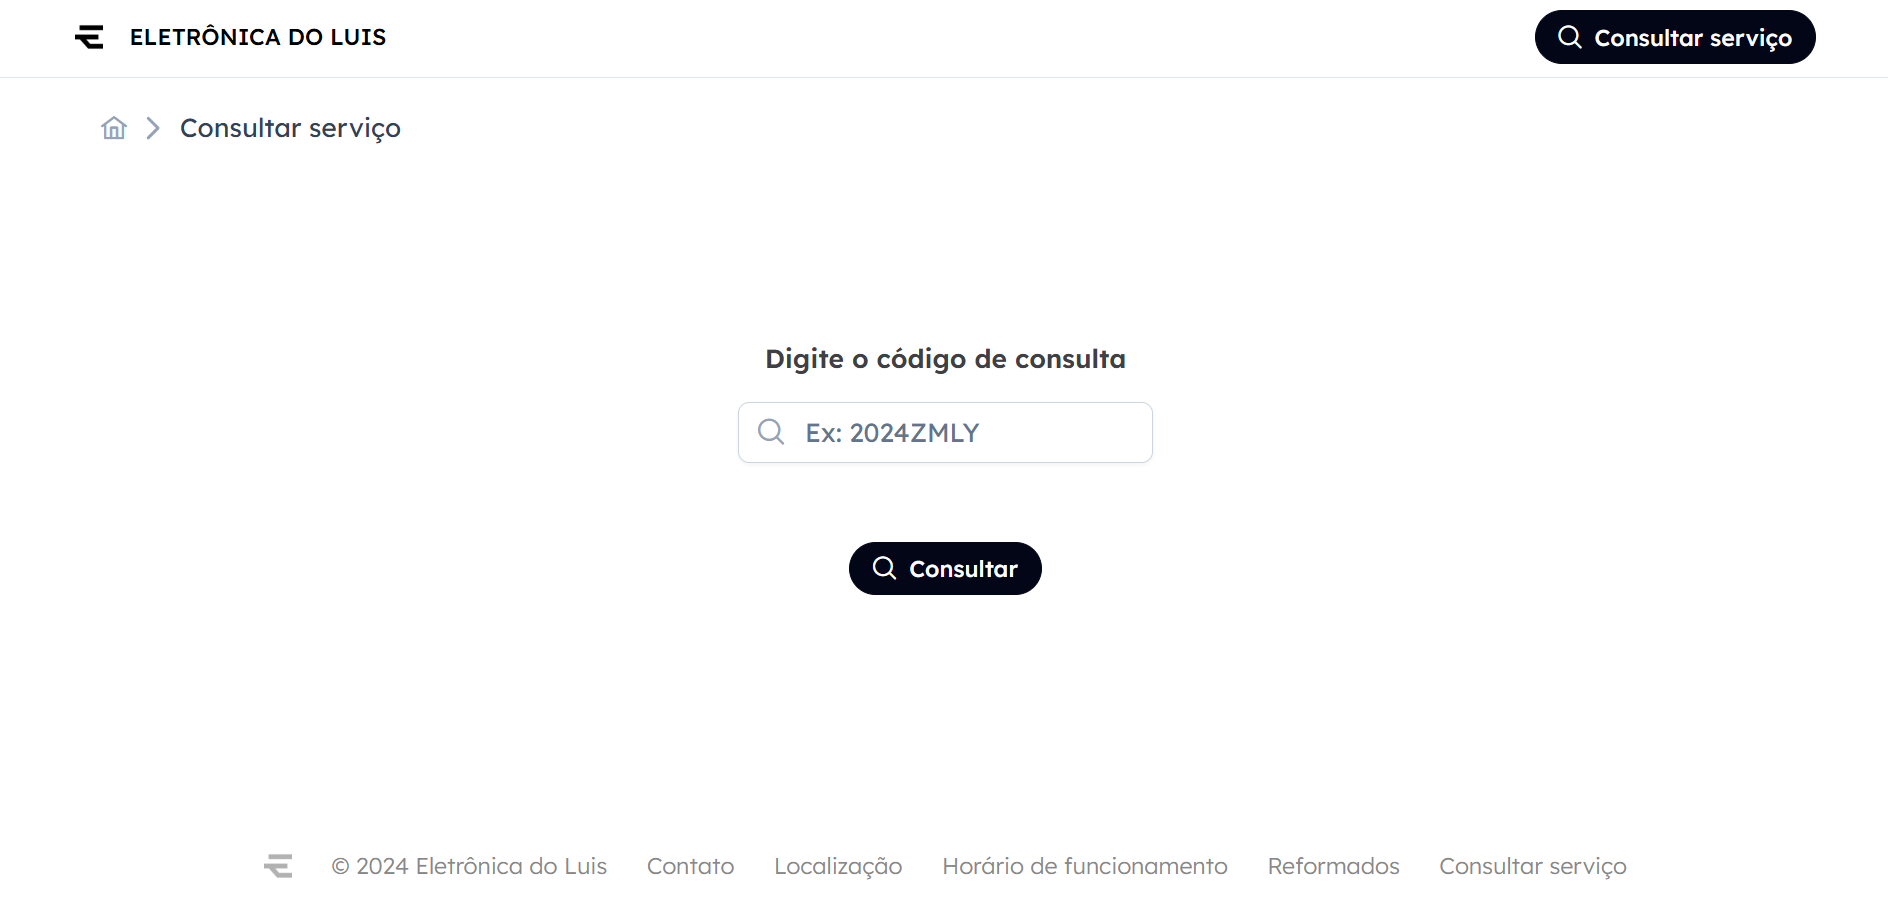 ELETRÔNICA DO LUIS
Consultar serviço
Consultar serviço
Digite o código de consulta
Ex: 2024ZMLY
Consultar
© 2024 Eletrônica do Luis Contato Localização Horário de funcionamento Reformados Consultar serviço